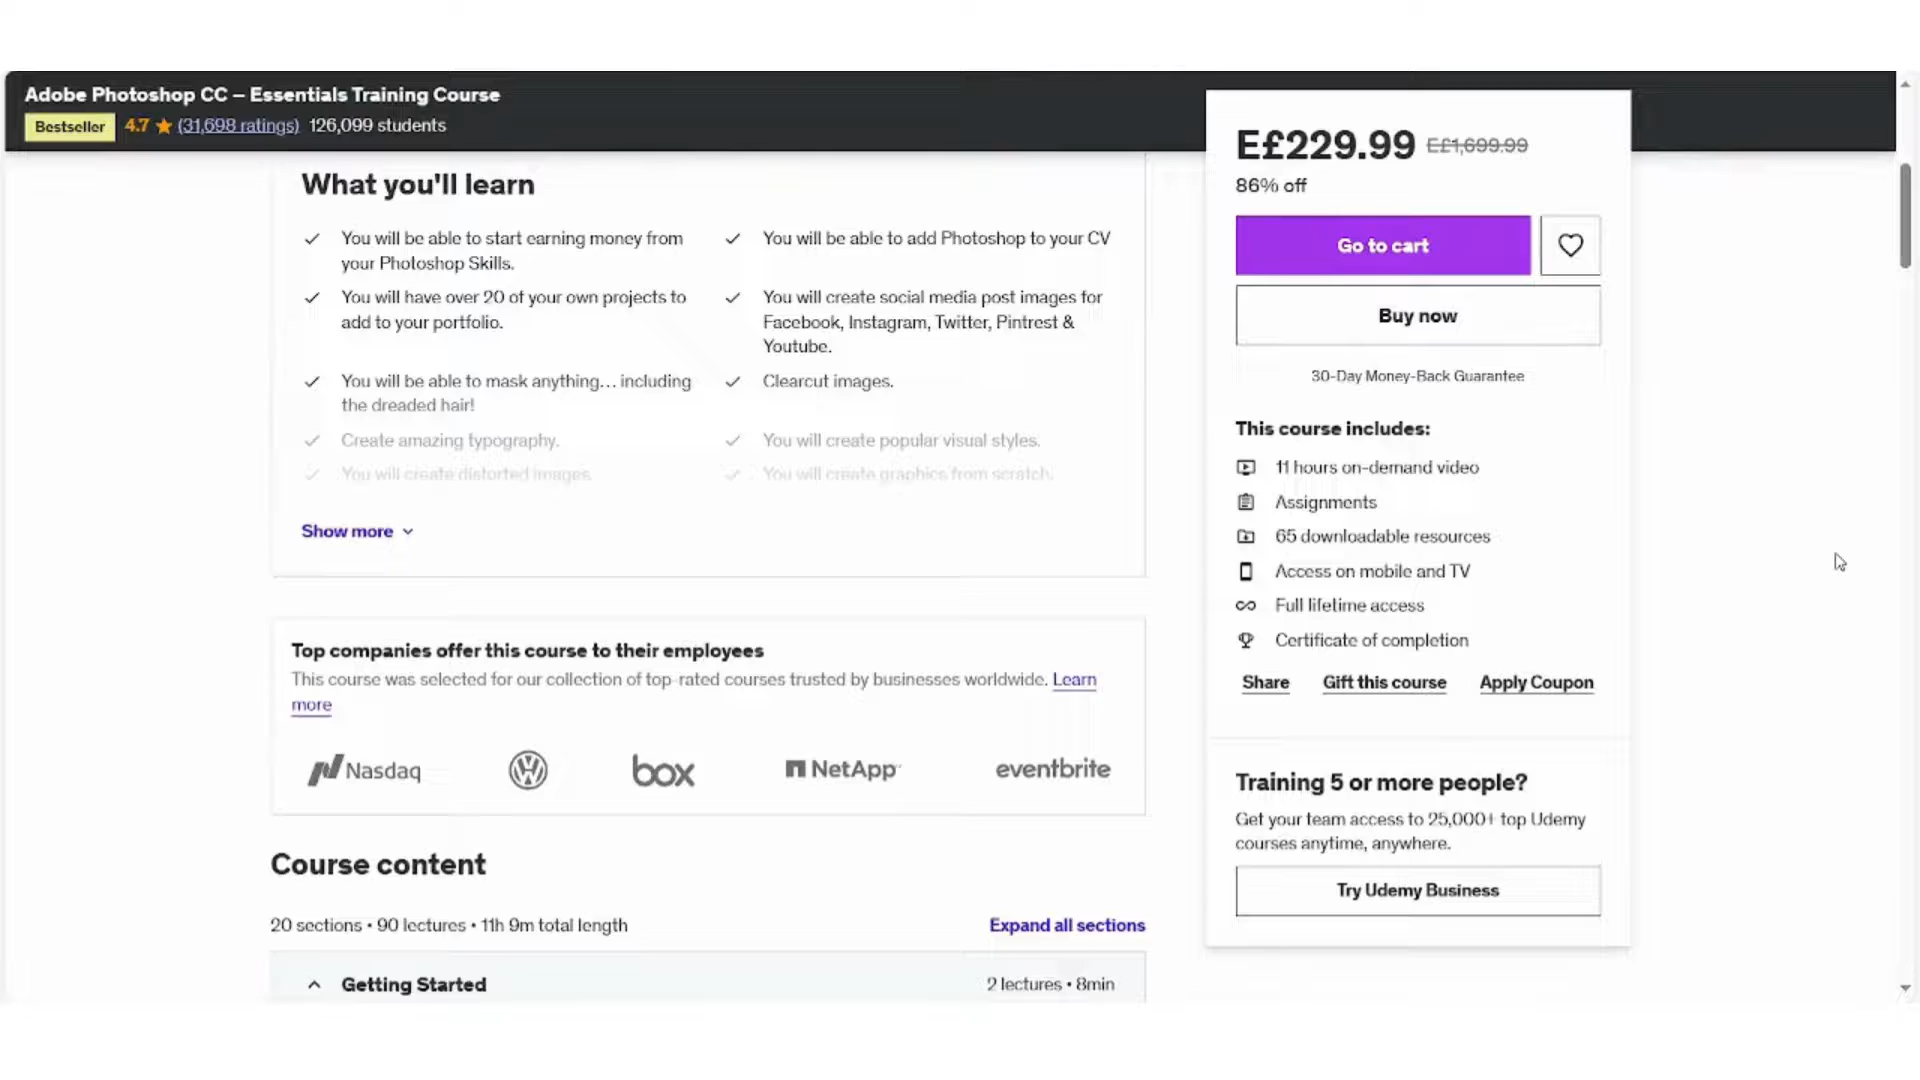 Adobe Photoshop CC – Essentials Training Course
Bestseller 4.7 (31,698 ratings) 126,099 students
What you'll learn
You will be able to start earning money from
your Photoshop Skills.
You will be able to add Photoshop to your CV
You will have over 20 of your own projects to
add to your portfolio.
You will create social media post images for
Facebook, Instagram, Twitter, Pintrest &
Youtube.
You will be able to mask anything… including
the dreaded hair!
Clearcut images.
Create amazing typography.
You will create popular visual styles.
You will create distorted images.
You will create graphics from scratch.
Show more
Top companies offer this course to their employees
This course was selected for our collection of top-rated courses trusted by businesses worldwide. Learn
more
Nasdaq
box
NetApp
eventbrite
Course content
20 sections • 90 lectures • 11h 9m total length
Expand all sections
Getting Started
2 lectures • 8min
E£229.99 E£1,699.99
86% off
Go to cart
Buy now
30-Day Money-Back Guarantee
This course includes:
11 hours on-demand video
Assignments
65 downloadable resources
Access on mobile and TV
Full lifetime access
Certificate of completion
Share Gift this course Apply Coupon
Training 5 or more people?
Get your team access to 25,000+ top Udemy
courses anytime, anywhere.
Try Udemy Business